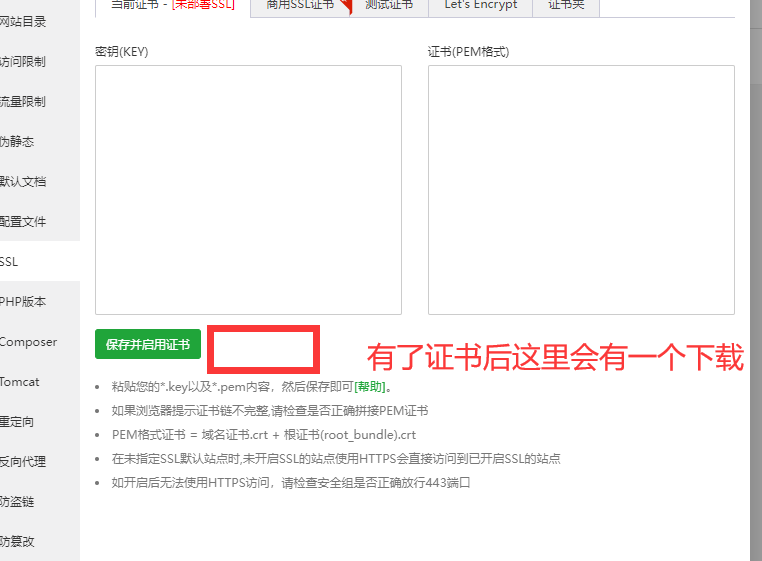 当前证书 - [未部署SSL]
商用SSL证书
测试证书
Let's Encrypt
证书夹
网站目录
访问限制
流量限制
伪静态
默认文档
配置文件
SSL
PHP版本
Composer
Tomcat
重定向
反向代理
防盗链
防篡改
密钥(KEY)
证书(PEM格式)
保存并启用证书
有了证书后这里会有一个下载
粘贴您的*.key以及*.pem内容，然后保存即可[帮助]。
如果浏览器提示证书链不完整,请检查是否正确拼接PEM证书
PEM格式证书 = 域名证书.crt + 根证书(root_bundle).crt
在未指定SSL默认站点时,未开启SSL的站点使用HTTPS会直接访问到已开启SSL的站点
如开启后无法使用HTTPS访问，请检查安全组是否正确放行443端口